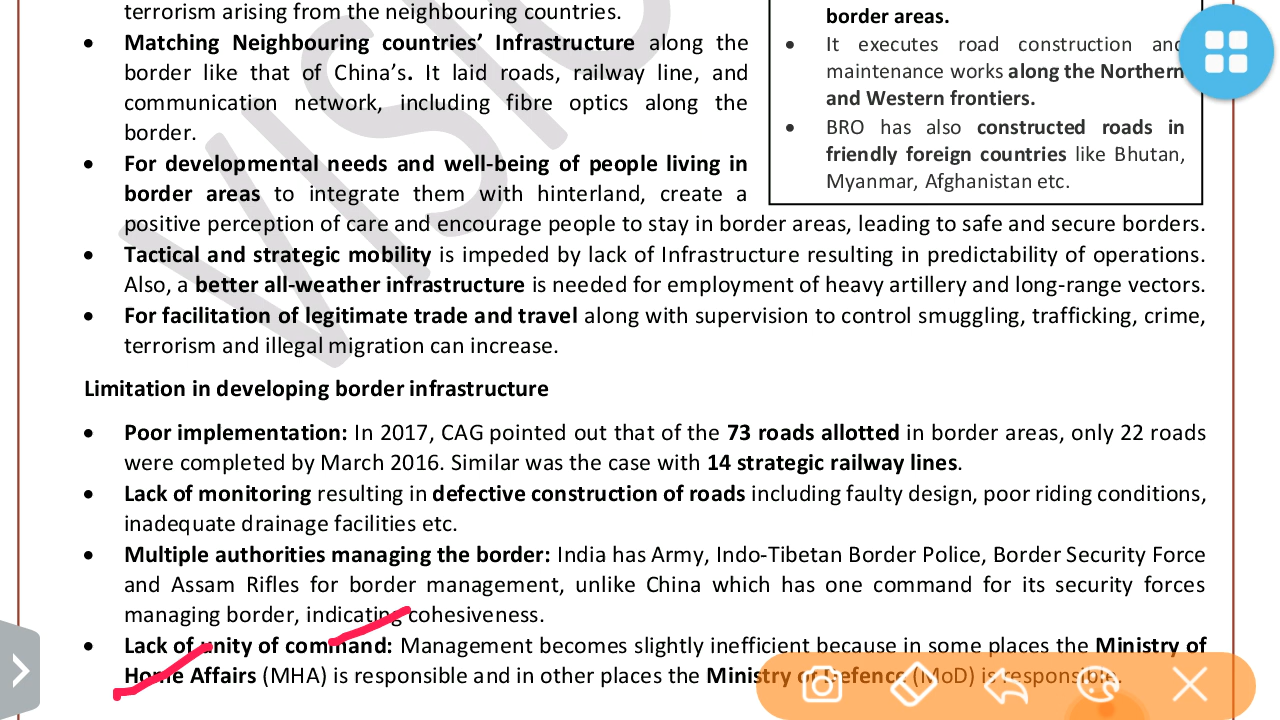 terrorism arising from the neighbouring countries.
• Matching Neighbouring countries’ Infrastructure along the
border like that of China’s. It laid roads, railway line, and
communication network, including fibre optics along the
border.
• For developmental needs and well-being of people living in
border areas to integrate them with hinterland, create a
positive perception of care and encourage people to stay in border areas, leading to safe and secure borders.
• Tactical and strategic mobility is impeded by lack of Infrastructure resulting in predictability of operations.
Also, a better all-weather infrastructure is needed for employment of heavy artillery and long-range vectors.
• For facilitation of legitimate trade and travel along with supervision to control smuggling, trafficking, crime,
terrorism and illegal migration can increase.
border areas.
• It executes road construction and
maintenance works along the Northern
and Western frontiers.
• BRO has also constructed roads in
friendly foreign countries like Bhutan,
Myanmar, Afghanistan etc.
Limitation in developing border infrastructure
• Poor implementation: In 2017, CAG pointed out that of the 73 roads allotted in border areas, only 22 roads
were completed by March 2016. Similar was the case with 14 strategic railway lines.
• Lack of monitoring resulting in defective construction of roads including faulty design, poor riding conditions,
inadequate drainage facilities etc.
• Multiple authorities managing the border: India has Army, Indo-Tibetan Border Police, Border Security Force
and Assam Rifles for border management, unlike China which has one command for its security forces
managing border, indicating cohesiveness.
• Lack of unity of command: Management becomes slightly inefficient because in some places the Ministry of
Home Affairs (MHA) is responsible and in other places the Ministry of Defence (MoD) is responsible.